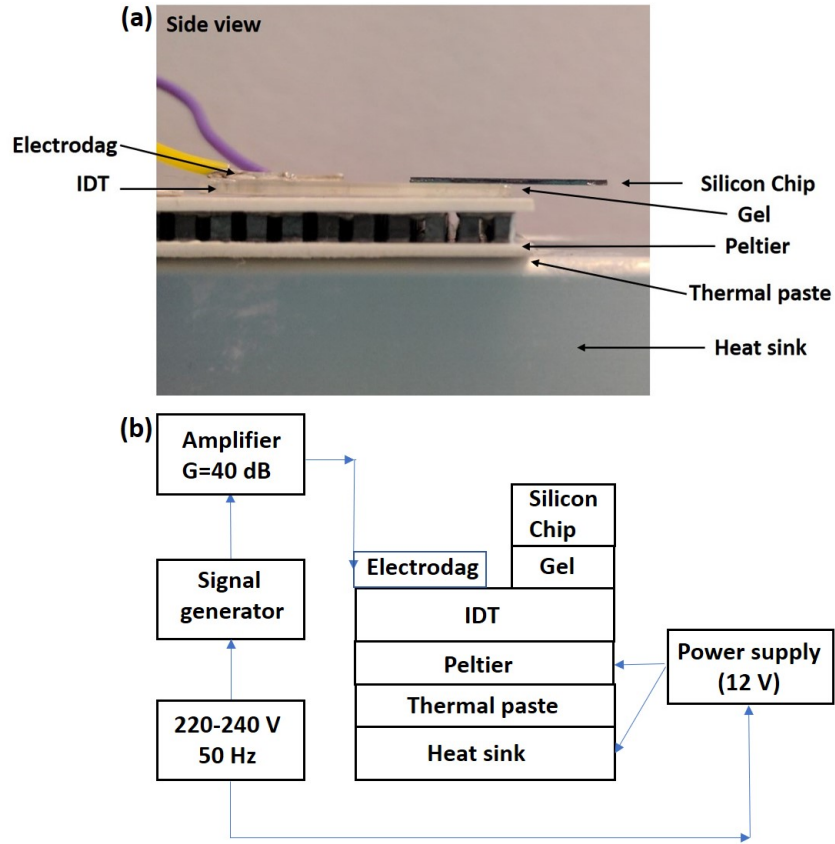 (a)
Side view
Electrodag
IDT
Silicon Chip
Gel
Peltier
Thermal paste
Heat sink
(b)
Amplifier
G=40 dB
Signal
generator
220-240 V
50 Hz
Silicon
Chip
Electrodag
Gel
IDT
Peltier
Thermal paste
Heat sink
Power supply
(12 V)